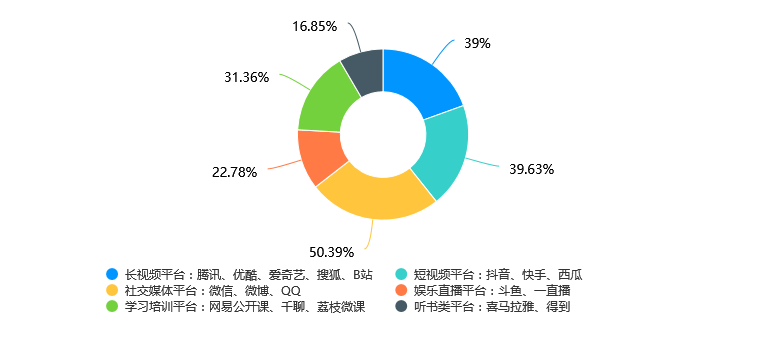 16.85%
39%
31.36%
22.78%
39.63%
50.39%
长视频平台：腾讯、优酷、爱奇艺、搜狐、B站
短视频平台：抖音、快手、西瓜
社交媒体平台：微信、微博、QQ
娱乐直播平台：斗鱼、一直播
学习培训平台：网易公开课、千聊、荔枝微课
听书类平台：喜马拉雅、得到